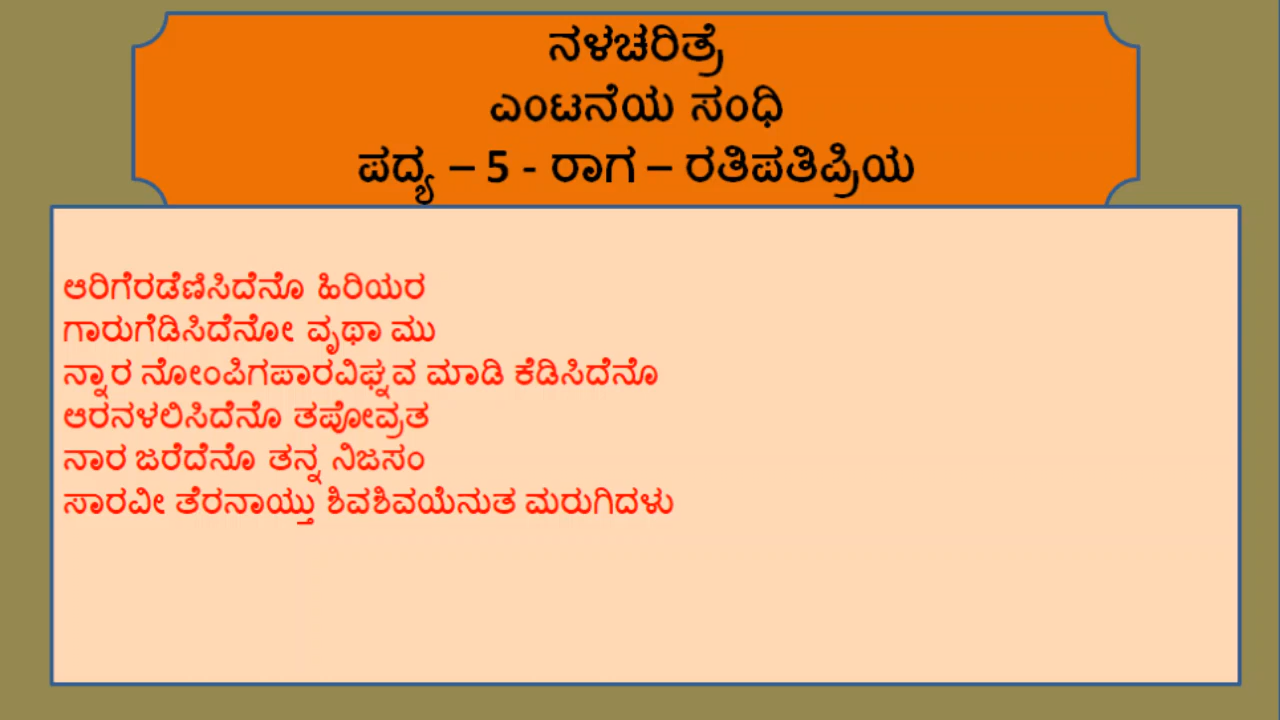 ನಳಚರಿತ್ರೆ
ಎಂಟನೆಯ ಸಂಧಿ
ಪದ್ಯ – 5 - ರಾಗ – ರತಿಪತಿಪ್ರಿಯ
ಆರಿಗೆರಡೆಣಿಸಿದೆನೊ ಹಿರಿಯರ
ಗಾರುಗೆಡಿಸಿದೆನೋ ವೃಥಾ ಮು
ನ್ನಾರ ನೋಂಪಿಗಪಾರವಿಘ್ನವ ಮಾಡಿ ಕೆಡಿಸಿದೆನೊ
ಆರನಳಲಿಸಿದೆನೊ ತಪೋವ್ರತ
ನಾರ ಜರೆದೆನೊ ತನ್ನ ನಿಜಸಂ
ಸಾರವೀ ತೆರನಾಯ್ತು ಶಿವಶಿವಯೆನುತ ಮರುಗಿದಳು